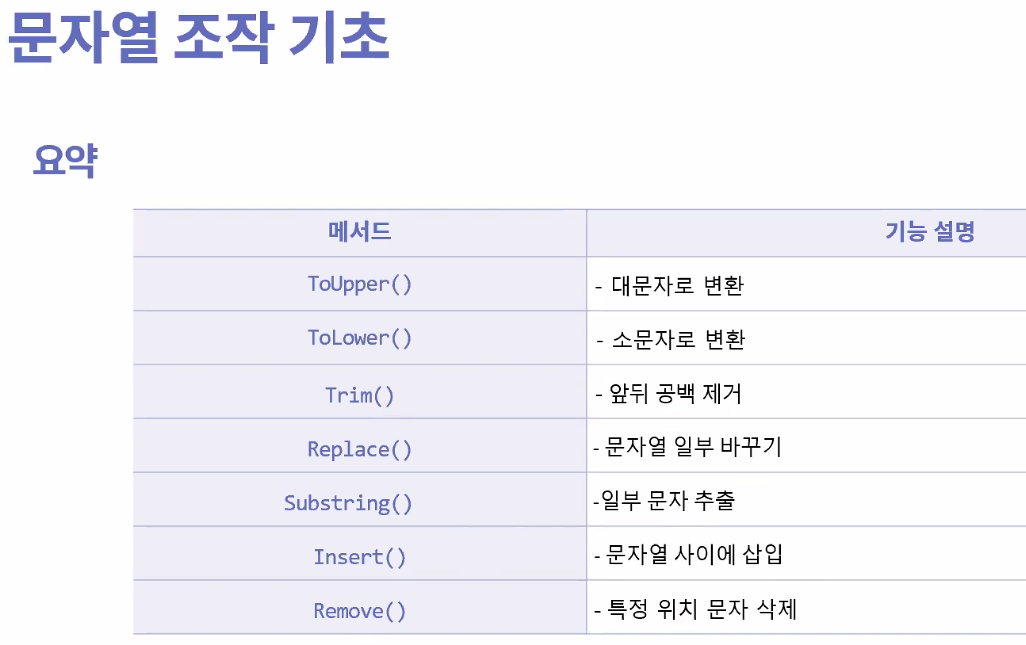 문자열 조작 기초
요약
메서드 기능 설명
ToUpper() - 대문자로 변환
ToLower() - 소문자로 변환
Trim() - 앞뒤 공백 제거
Replace() - 문자열 일부 바꾸기
Substring() -일부 문자 추출
Insert() - 문자열 사이에 삽입
Remove() - 특정 위치 문자 삭제